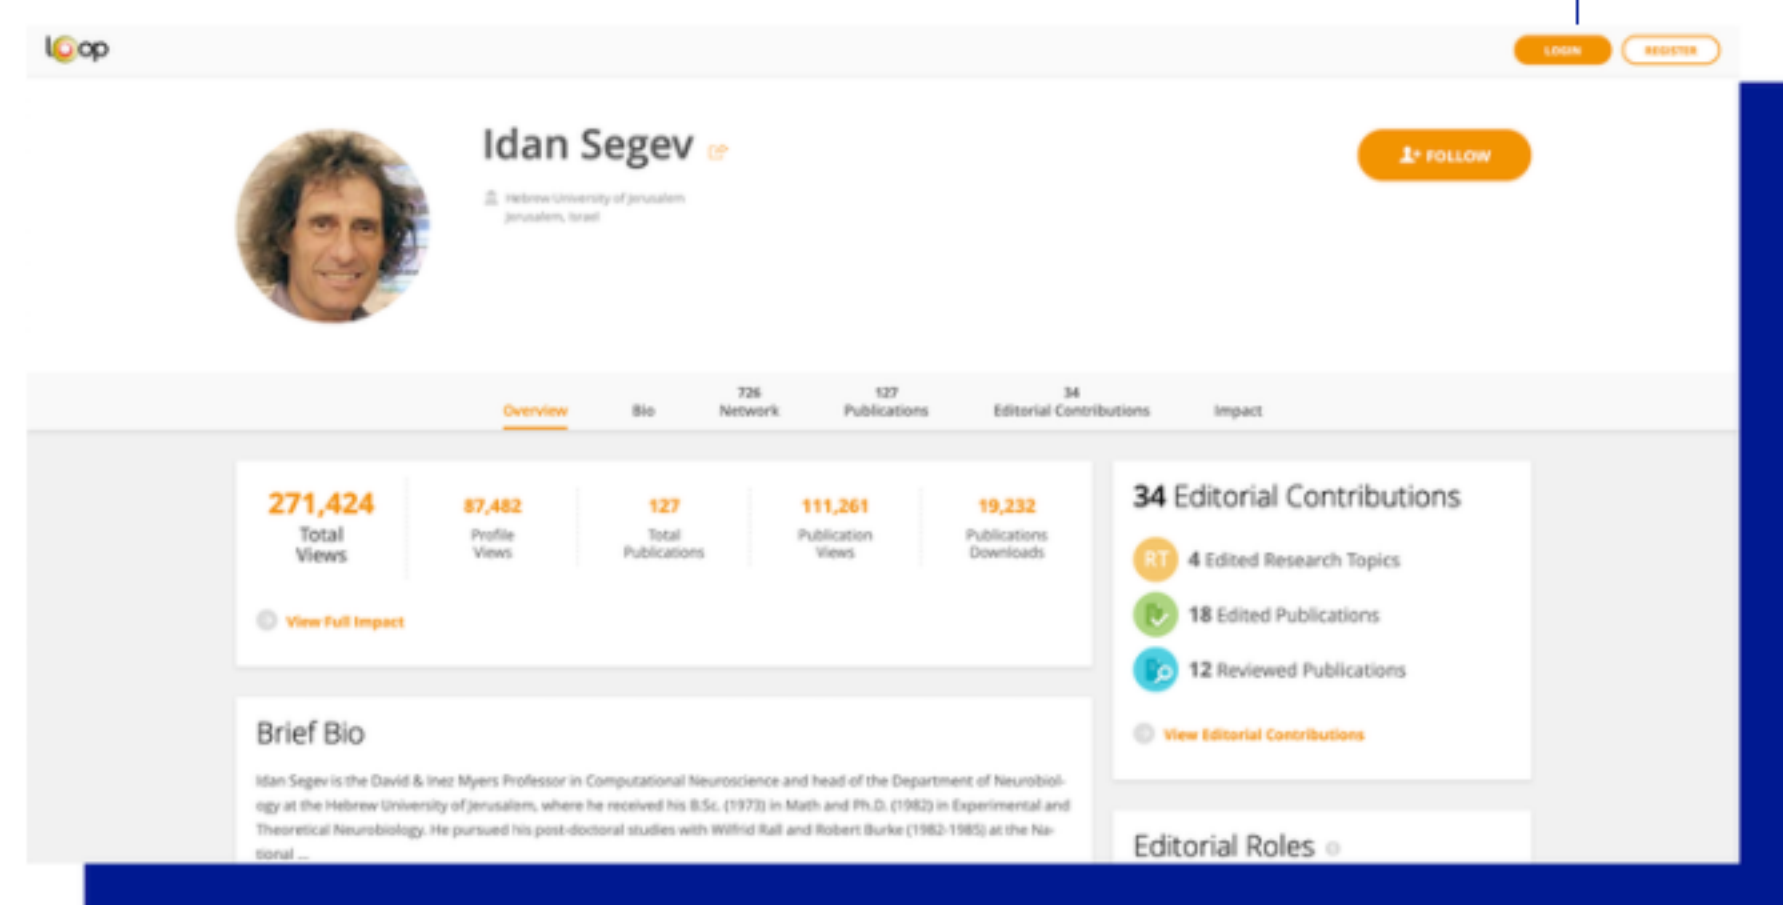 loop
LOGIN
REGISTER
Idan Segev
FOLLOW
Hebrew University of Jerusalem
Jerusalem, Israel
Overview
Bio
726
Network
127
Publications
34
Editorial Contributions
Impact
271,424
Total
Views
87,482
Profile
Views
127
Total
Publications
111,261
Publication
Views
19,232
Publications
Downloads
View Full Impact
34 Editorial Contributions
RT
4 Edited Research Topics
18 Edited Publications
12 Reviewed Publications
View Editorial Contributions
Brief Bio
Idan Segev is the David & Inez Myers Professor in Computational Neuroscience and head of the Department of Neurobiol-
ogy at the Hebrew University of Jerusalem, where he received his B.Sc. (1973) in Math and Ph.D. (1982) in Experimental and
Theoretical Neurobiology. He pursued his post-doctoral studies with Wilfrid Rall and Robert Burke (1982-1985) at the Na-
tional ...
Editorial Roles